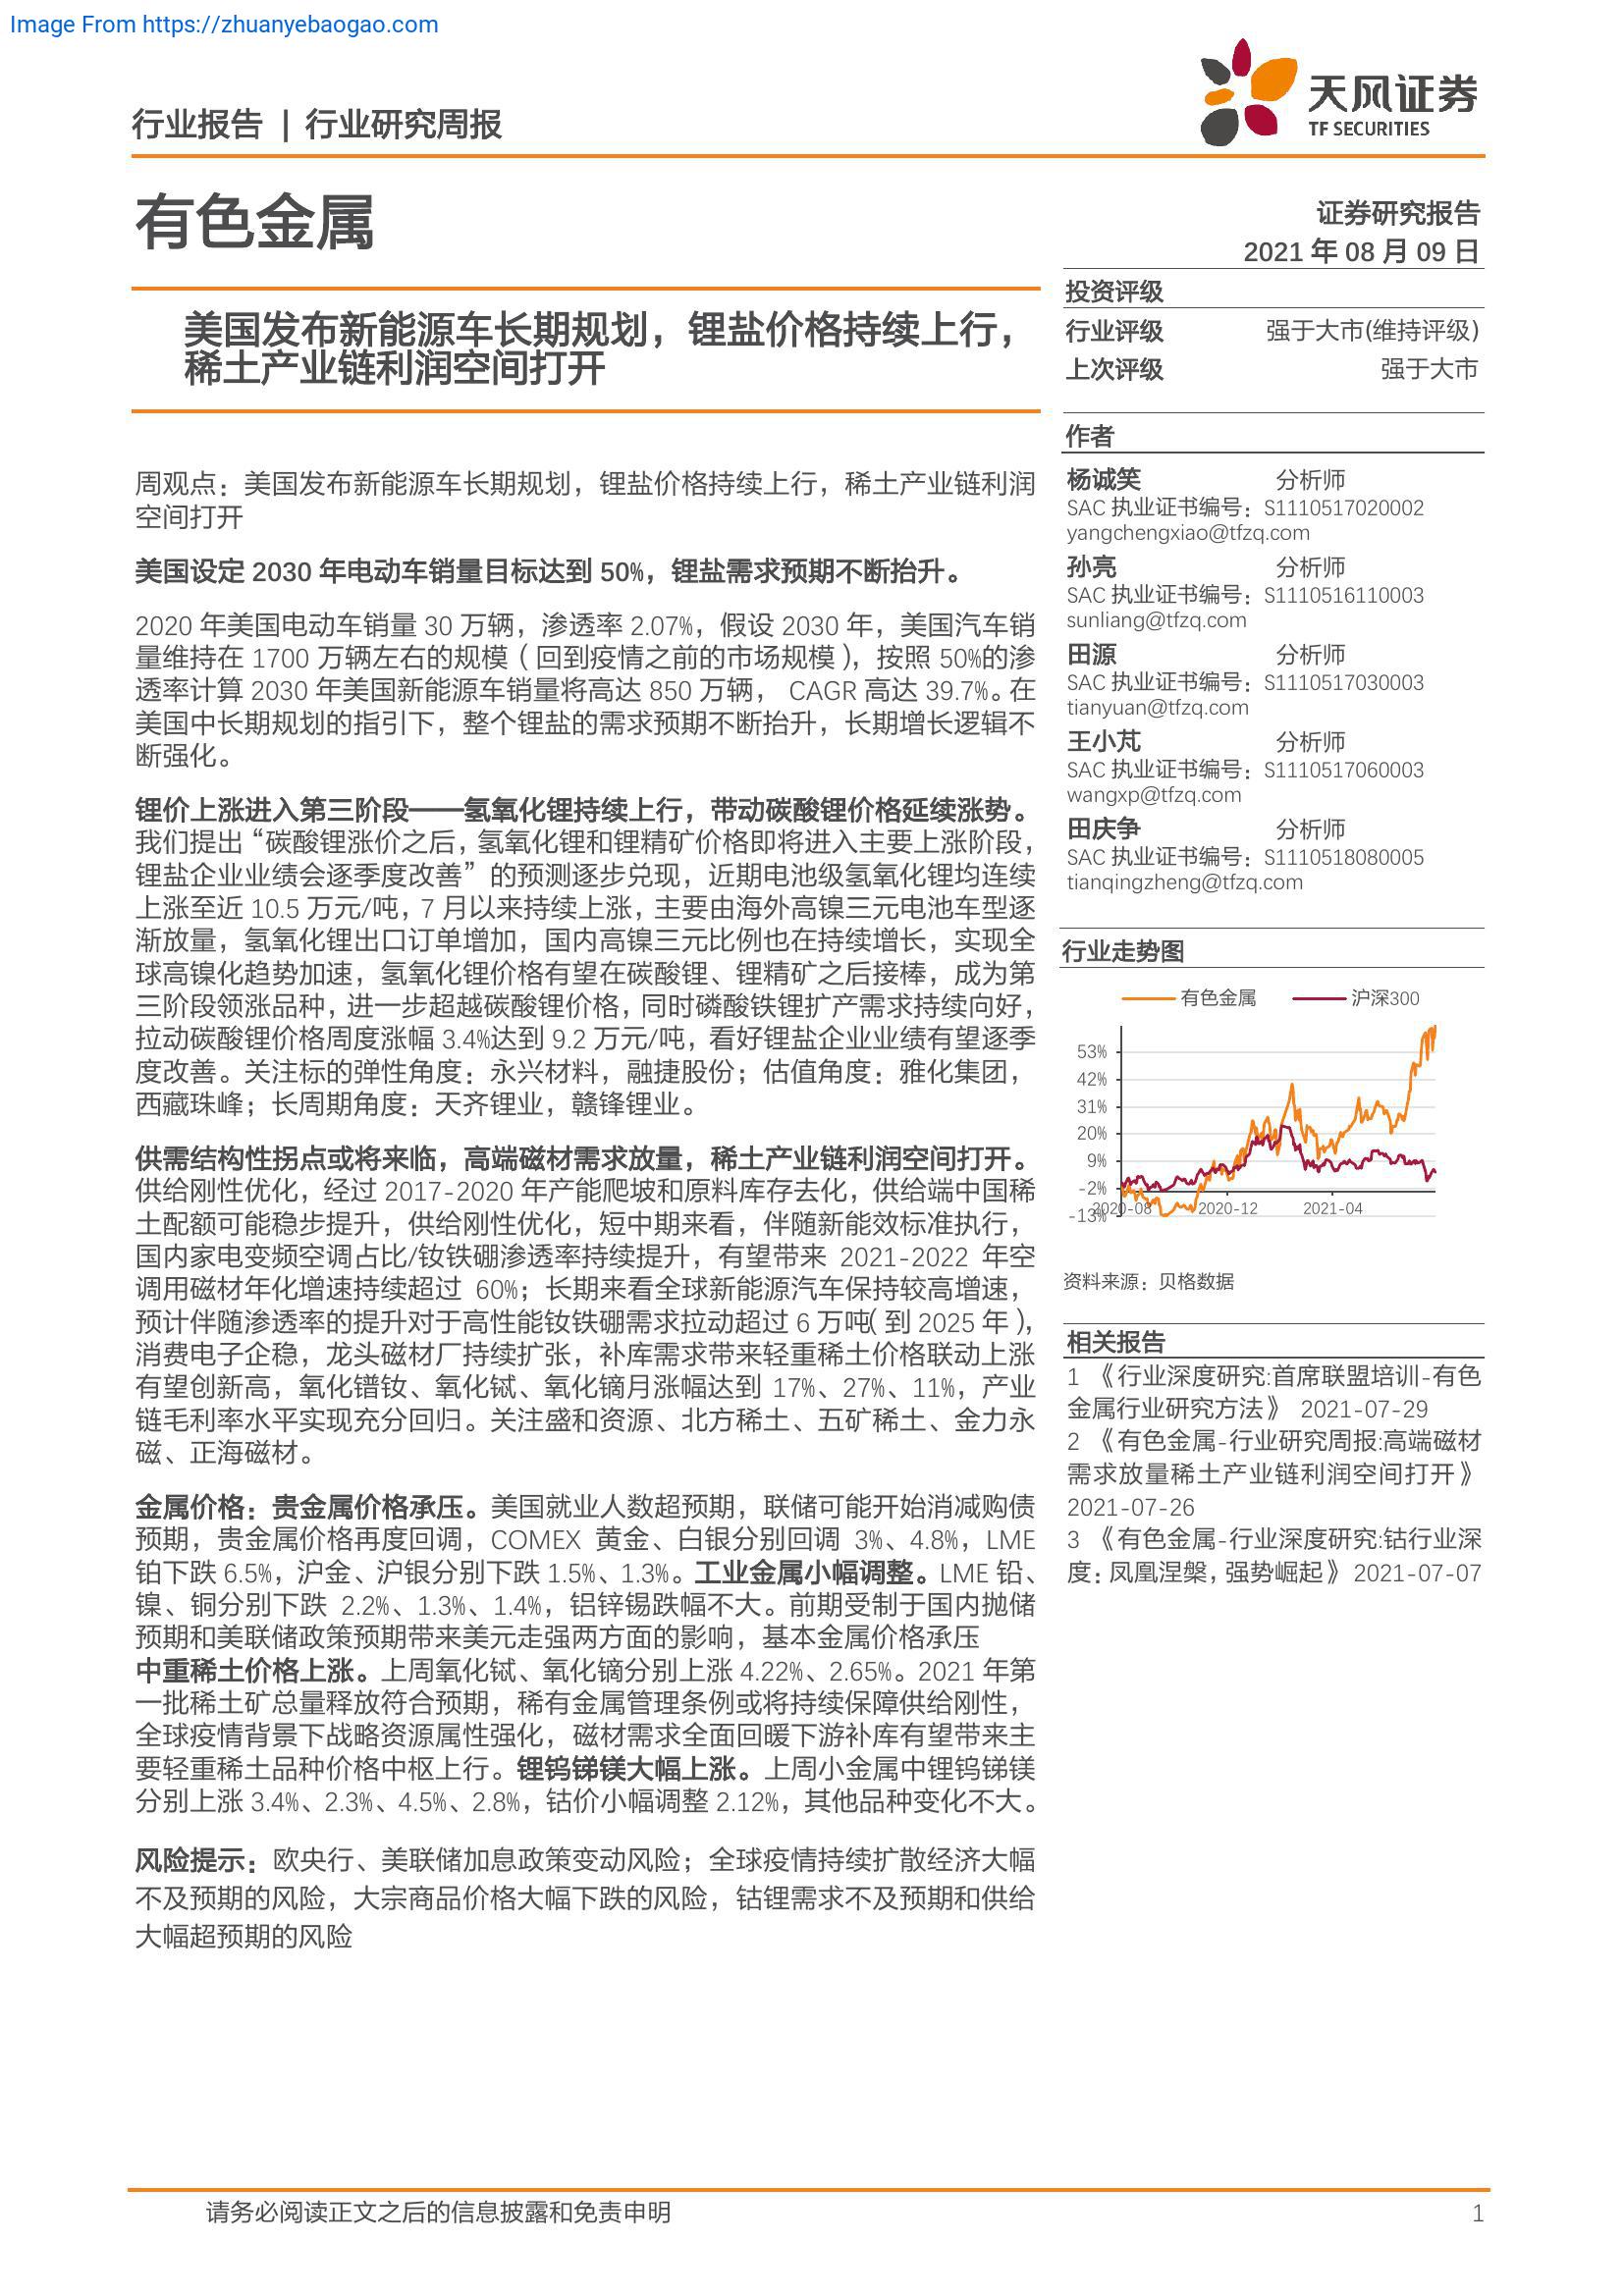 Image From https://zhuanyebaogao.com
行业报告 | 行业研究周报
天风证券
TF SECURITIES
有色金属
证券研究报告
2021 年 08 月 09 日
美国发布新能源车长期规划，锂盐价格持续上行，
稀土产业链利润空间打开
周观点：美国发布新能源车长期规划，锂盐价格持续上行，稀土产业链利润
空间打开
美国设定 2030 年电动车销量目标达到 50%，锂盐需求预期不断抬升。
2020 年美国电动车销量 30 万辆，渗透率 2.07%，假设 2030 年，美国汽车销
量维持在 1700 万辆左右的规模（回到疫情之前的市场规模），按照 50%的渗
透率计算 2030 年美国新能源车销量将高达 850 万辆， CAGR 高达 39.7%。在
美国中长期规划的指引下，整个锂盐的需求预期不断抬升，长期增长逻辑不
断强化。
锂价上涨进入第三阶段——氢氧化锂持续上行，带动碳酸锂价格延续涨势。
我们提出“碳酸锂涨价之后，氢氧化锂和锂精矿价格即将进入主要上涨阶段，
锂盐企业业绩会逐季度改善”的预测逐步兑现，近期电池级氢氧化锂均连续
上涨至近 10.5 万元/吨，7 月以来持续上涨，主要由海外高镍三元电池车型逐
渐放量，氢氧化锂出口订单增加，国内高镍三元比例也在持续增长，实现全
球高镍化趋势加速，氢氧化锂价格有望在碳酸锂、锂精矿之后接棒，成为第
三阶段领涨品种，进一步超越碳酸锂价格，同时磷酸铁锂扩产需求持续向好，
拉动碳酸锂价格周度涨幅 3.4%达到 9.2 万元/吨，看好锂盐企业业绩有望逐季
度改善。关注标的弹性角度：永兴材料，融捷股份；估值角度：雅化集团，
西藏珠峰；长周期角度：天齐锂业，赣锋锂业。
供需结构性拐点或将来临，高端磁材需求放量，稀土产业链利润空间打开。
供给刚性优化，经过 2017-2020 年产能爬坡和原料库存去化，供给端中国稀
土配额可能稳步提升，供给刚性优化，短中期来看，伴随新能效标准执行，
国内家电变频空调占比/钕铁硼渗透率持续提升，有望带来 2021-2022 年空
调用磁材年化增速持续超过 60%；长期来看全球新能源汽车保持较高增速，
预计伴随渗透率的提升对于高性能钕铁硼需求拉动超过 6 万吨（到 2025 年），
消费电子企稳，龙头磁材厂持续扩张，补库需求带来轻重稀土价格联动上涨
有望创新高，氧化镨钕、氧化铽、氧化镝月涨幅达到 17%、27%、11%，产业
链毛利率水平实现充分回归。关注盛和资源、北方稀土、五矿稀土、金力永
磁、正海磁材。
金属价格：贵金属价格承压。美国就业人数超预期，联储可能开始消减购债
预期，贵金属价格再度回调，COMEX 黄金、白银分别回调 3%、4.8%，LME
铂下跌 6.5%，沪金、沪银分别下跌 1.5%、1.3%。工业金属小幅调整。LME 铅、
镍、铜分别下跌 2.2%、1.3%、1.4%，铝锌锡跌幅不大。前期受制于国内抛储
预期和美联储政策预期带来美元走强两方面的影响，基本金属价格承压
中重稀土价格上涨。上周氧化铽、氧化镝分别上涨 4.22%、2.65%。2021 年第
一批稀土矿总量释放符合预期，稀有金属管理条例或将持续保障供给刚性，
全球疫情背景下战略资源属性强化，磁材需求全面回暖下游补库有望带来主
要轻重稀土品种价格中枢上行。锂钨锑镁大幅上涨。上周小金属中锂钨锑镁
分别上涨 3.4%、2.3%、4.5%、2.8%，钴价小幅调整 2.12%，其他品种变化不大。
风险提示：欧央行、美联储加息政策变动风险；全球疫情持续扩散经济大幅
不及预期的风险，大宗商品价格大幅下跌的风险，钴锂需求不及预期和供给
大幅超预期的风险
投资评级
行业评级 强于大市(维持评级)
上次评级 强于大市
作者
杨诚笑 分析师
SAC 执业证书编号：S1110517020002
yangchengxiao@tfzq.com
孙亮 分析师
SAC 执业证书编号：S1110516110003
sunliang@tfzq.com
田源 分析师
SAC 执业证书编号：S1110517030003
tianyuan@tfzq.com
王小芃 分析师
SAC 执业证书编号：S1110517060003
wangxp@tfzq.com
田庆争 分析师
SAC 执业证书编号：S1110518080005
tianqingzheng@tfzq.com
行业走势图
有色金属 沪深300
53%
42%
31%
20%
9%
-2%
-13%
2020-08 2020-12 2021-04
资料来源：贝格数据
相关报告
1 《行业深度研究:首席联盟培训-有色
金属行业研究方法》 2021-07-29
2 《有色金属-行业研究周报:高端磁材
需求放量稀土产业链利润空间打开》
2021-07-26
3 《有色金属-行业深度研究:钴行业深
度：凤凰涅槃，强势崛起》 2021-07-07
请务必阅读正文之后的信息披露和免责申明 1